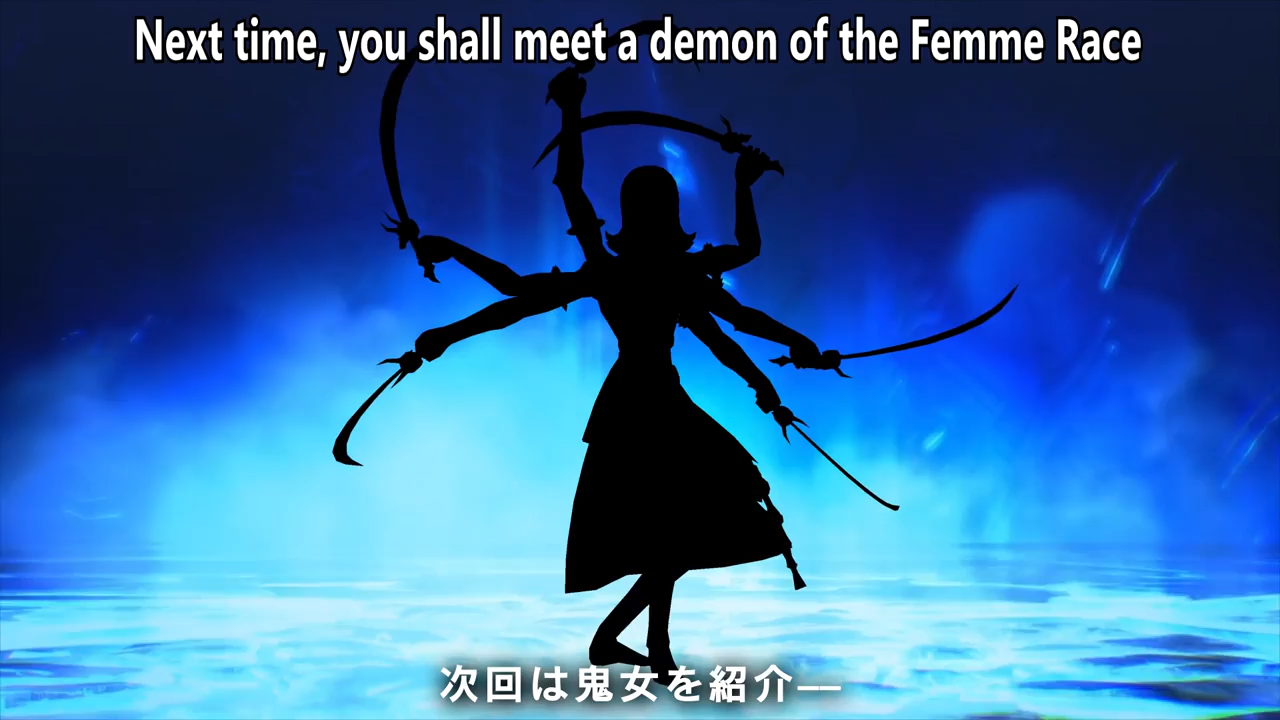 Next time, you shall meet a demon of the Femme Race
次回は鬼女を紹介——